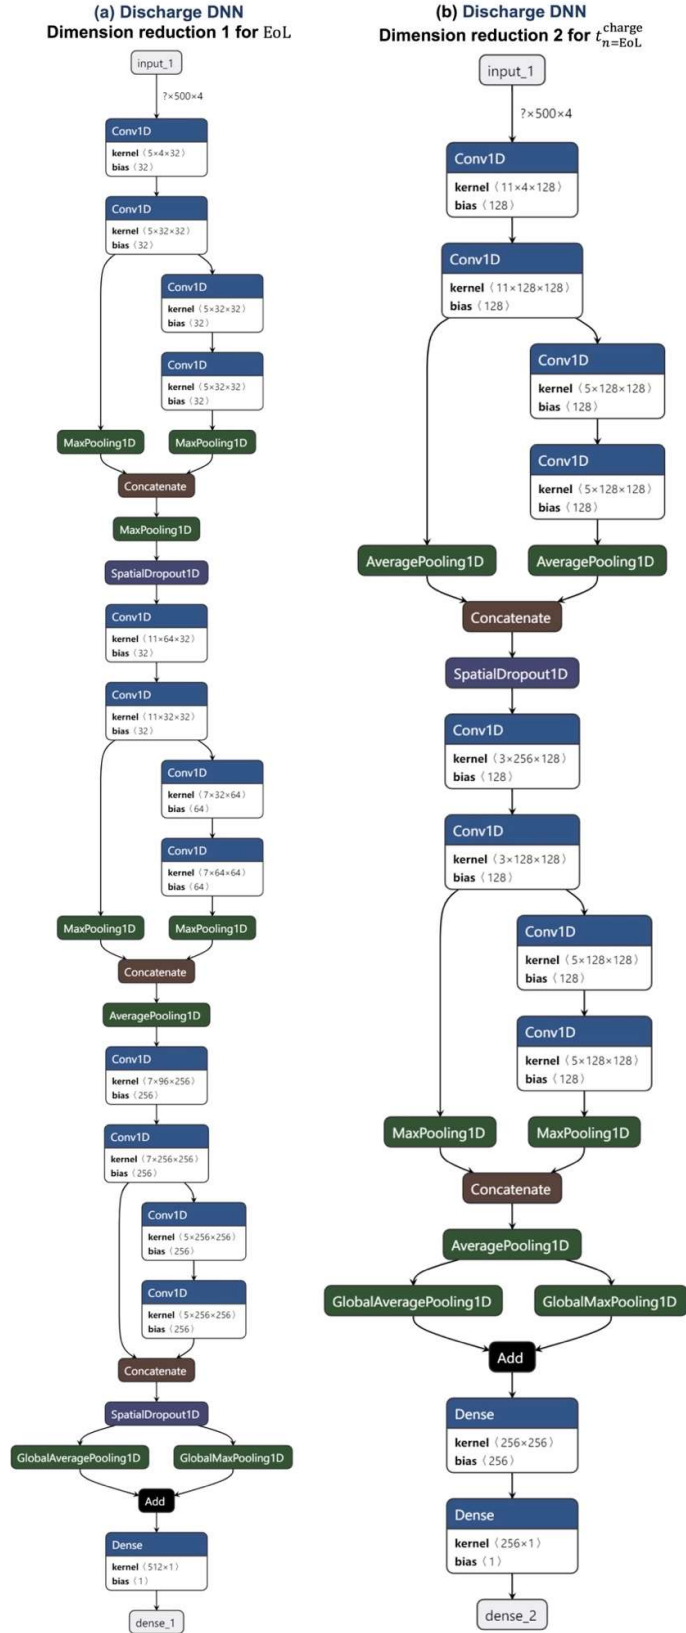 (a) Discharge DNN
Dimension reduction 1 for EoL
input_1
?×500×4
Conv1D
kernel ⟨5×4×32⟩
bias ⟨32⟩
Conv1D
kernel ⟨5×32×32⟩
bias ⟨32⟩
Conv1D
kernel ⟨5×32×32⟩
bias ⟨32⟩
Conv1D
kernel ⟨5×32×32⟩
bias ⟨32⟩
MaxPooling1D
MaxPooling1D
Concatenate
MaxPooling1D
SpatialDropout1D
Conv1D
kernel ⟨11×64×32⟩
bias ⟨32⟩
Conv1D
kernel ⟨11×32×32⟩
bias ⟨32⟩
Conv1D
kernel ⟨7×32×64⟩
bias ⟨64⟩
Conv1D
kernel ⟨7×64×64⟩
bias ⟨64⟩
MaxPooling1D
MaxPooling1D
Concatenate
AveragePooling1D
Conv1D
kernel ⟨7×96×256⟩
bias ⟨256⟩
Conv1D
kernel ⟨7×256×256⟩
bias ⟨256⟩
Conv1D
kernel ⟨5×256×256⟩
bias ⟨256⟩
Conv1D
kernel ⟨5×256×256⟩
bias ⟨256⟩
Concatenate
SpatialDropout1D
GlobalAveragePooling1D
GlobalMaxPooling1D
Add
Dense
kernel ⟨512×1⟩
bias ⟨1⟩
dense_1
(b) Discharge DNN
Dimension reduction 2 for t charge n=EoL
input_1
?×500×4
Conv1D
kernel ⟨11×4×128⟩
bias ⟨128⟩
Conv1D
kernel ⟨11×128×128⟩
bias ⟨128⟩
Conv1D
kernel ⟨5×128×128⟩
bias ⟨128⟩
Conv1D
kernel ⟨5×128×128⟩
bias ⟨128⟩
AveragePooling1D
AveragePooling1D
Concatenate
SpatialDropout1D
Conv1D
kernel ⟨3×256×128⟩
bias ⟨128⟩
Conv1D
kernel ⟨3×128×128⟩
bias ⟨128⟩
Conv1D
kernel ⟨5×128×128⟩
bias ⟨128⟩
Conv1D
kernel ⟨5×128×128⟩
bias ⟨128⟩
MaxPooling1D
MaxPooling1D
Concatenate
AveragePooling1D
GlobalAveragePooling1D
GlobalMaxPooling1D
Add
Dense
kernel ⟨256×256⟩
bias ⟨256⟩
Dense
kernel ⟨256×1⟩
bias ⟨1⟩
dense_2